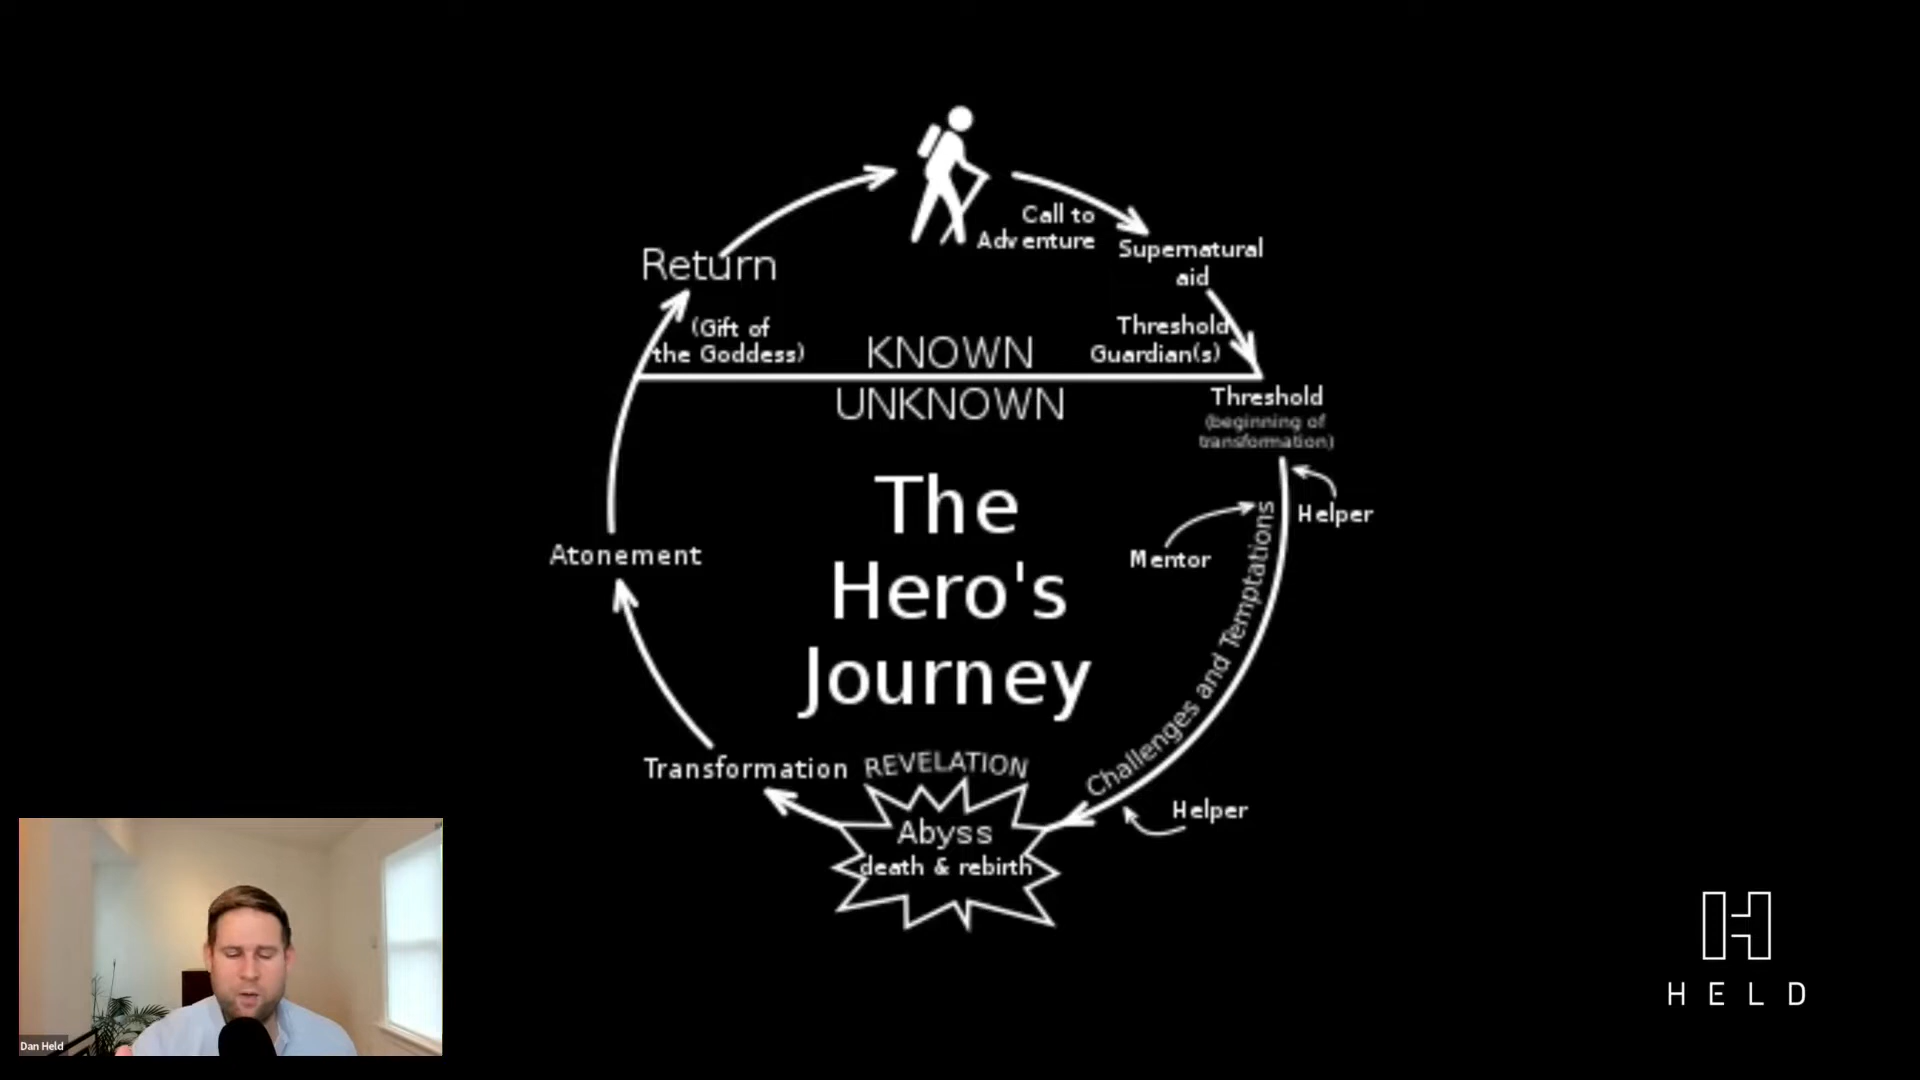 Call to
Adventure
Supernatural
aid
Return
(Gift of
the Goddess)
KNOWN
Threshold
Guardian(s)
UNKNOWN
Threshold
(beginning of
transformation)
The
Hero's
Journey
Helper
Mentor
Challenges and Temptations
Atonement
Transformation
REVELATION
Helper
Abyss
death & rebirth
H
HELD
Dan Held